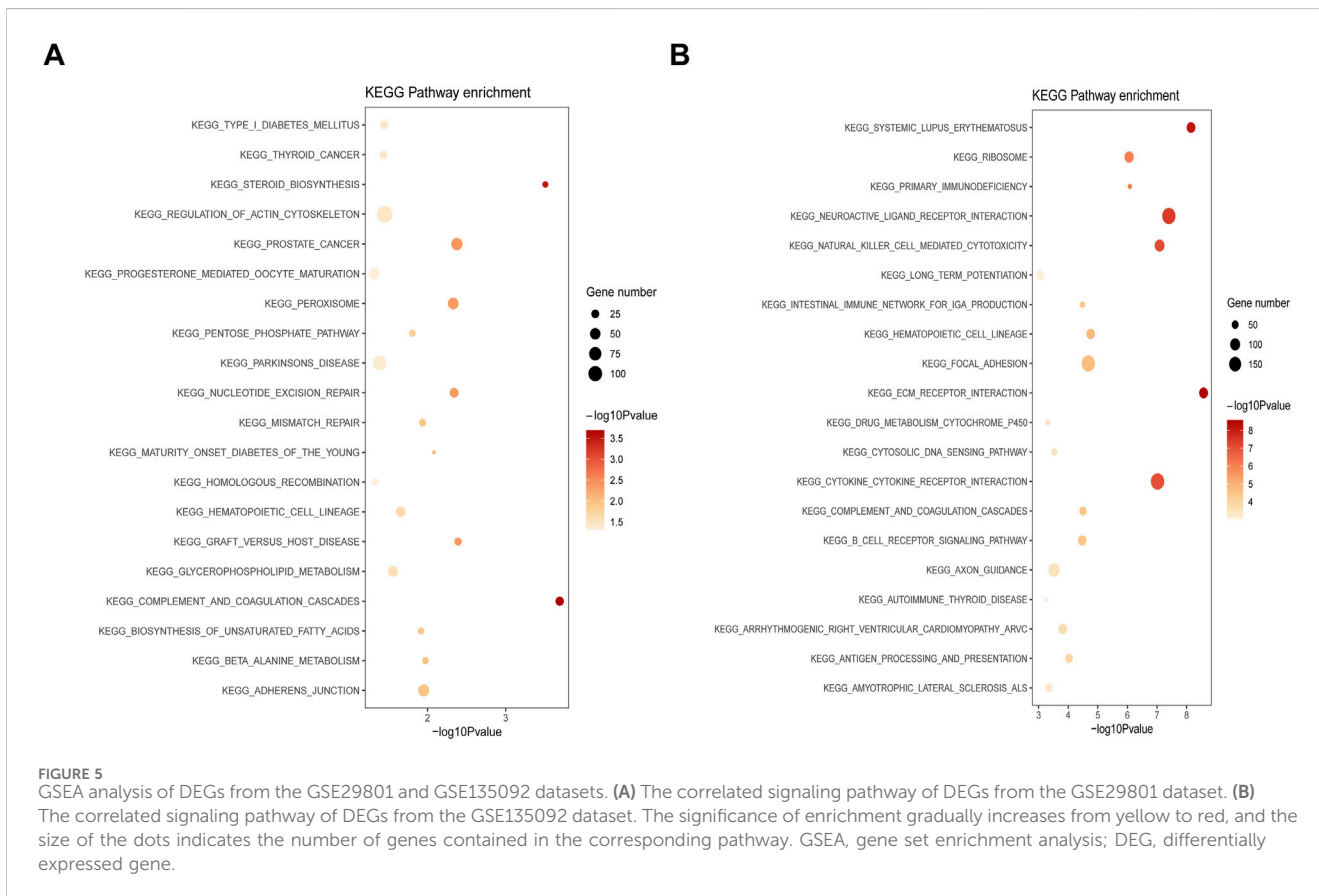 A
KEGG Pathway enrichment
KEGG_TYPE_I_DIABETES_MELLITUS
KEGG_THYROID_CANCER
KEGG_STEROID_BIOSYNTHESIS
KEGG_REGULATION_OF_ACTIN_CYTOSKELETON
KEGG_PROSTATE_CANCER
KEGG_PROGESTERONE_MEDIATED_OOCYTE_MATURATION
KEGG_PEROXISOME
KEGG_PENTOSE_PHOSPHATE_PATHWAY
KEGG_PARKINSONS_DISEASE
KEGG_NUCLEOTIDE_EXCISION_REPAIR
KEGG_MISMATCH_REPAIR
KEGG_MATURITY_ONSET_DIABETES_OF_THE_YOUNG
KEGG_HOMOLOGOUS_RECOMBINATION
KEGG_HEMATOPOIETIC_CELL_LINEAGE
KEGG_GRAFT_VERSUS_HOST_DISEASE
KEGG_GLYCEROPHOSPHOLIPID_METABOLISM
KEGG_COMPLEMENT_AND_COAGULATION_CASCADES
KEGG_BIOSYNTHESIS_OF_UNSATURATED_FATTY_ACIDS
KEGG_BETA_ALANINE_METABOLISM
KEGG_ADHERENS_JUNCTION
2 3
−log10Pvalue
Gene number
25
50
75
100
−log10Pvalue
3.5
3.0
2.5
2.0
1.5
B
KEGG Pathway enrichment
KEGG_SYSTEMIC_LUPUS_ERYTHEMATOSUS
KEGG_RIBOSOME
KEGG_PRIMARY_IMMUNODEFICIENCY
KEGG_NEUROACTIVE_LIGAND_RECEPTOR_INTERACTION
KEGG_NATURAL_KILLER_CELL_MEDIATED_CYTOTOXICITY
KEGG_LONG_TERM_POTENTIATION
KEGG_INTESTINAL_IMMUNE_NETWORK_FOR_IGA_PRODUCTION
KEGG_HEMATOPOIETIC_CELL_LINEAGE
KEGG_FOCAL_ADHESION
KEGG_ECM_RECEPTOR_INTERACTION
KEGG_DRUG_METABOLISM_CYTOCHROME_P450
KEGG_CYTOSOLIC_DNA_SENSING_PATHWAY
KEGG_CYTOKINE_CYTOKINE_RECEPTOR_INTERACTION
KEGG_COMPLEMENT_AND_COAGULATION_CASCADES
KEGG_B_CELL_RECEPTOR_SIGNALING_PATHWAY
KEGG_AXON_GUIDANCE
KEGG_AUTOIMMUNE_THYROID_DISEASE
KEGG_ARRHYTHMOGENIC_RIGHT_VENTRICULAR_CARDIOMYOPATHY_ARVC
KEGG_ANTIGEN_PROCESSING_AND_PRESENTATION
KEGG_AMYOTROPHIC_LATERAL_SCLEROSIS_ALS
3 4 5 6 7 8
−log10Pvalue
Gene number
50
100
150
−log10Pvalue
8
7
6
5
4
FIGURE 5
GSEA analysis of DEGs from the GSE29801 and GSE135092 datasets. (A) The correlated signaling pathway of DEGs from the GSE29801 dataset. (B)
The correlated signaling pathway of DEGs from the GSE135092 dataset. The significance of enrichment gradually increases from yellow to red, and the
size of the dots indicates the number of genes contained in the corresponding pathway. GSEA, gene set enrichment analysis; DEG, differentially
expressed gene.